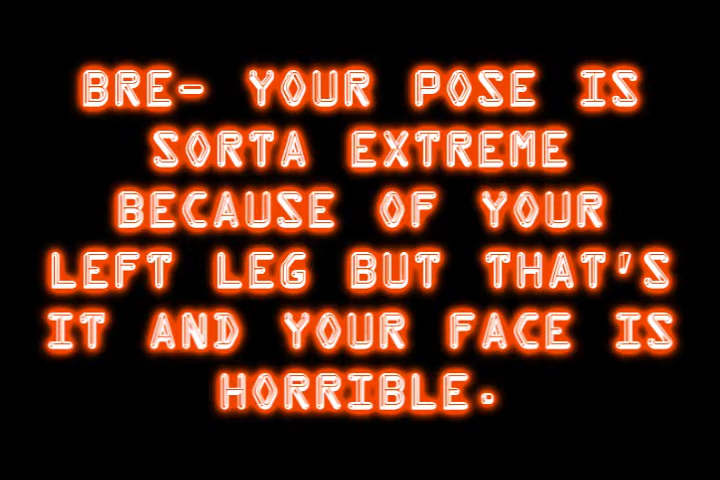 BRE- YOUR POSE IS
SORTA EXTREME
BECAUSE OF YOUR
LEFT LEG BUT THAT'S
IT AND YOUR FACE IS
HORRIBLE.